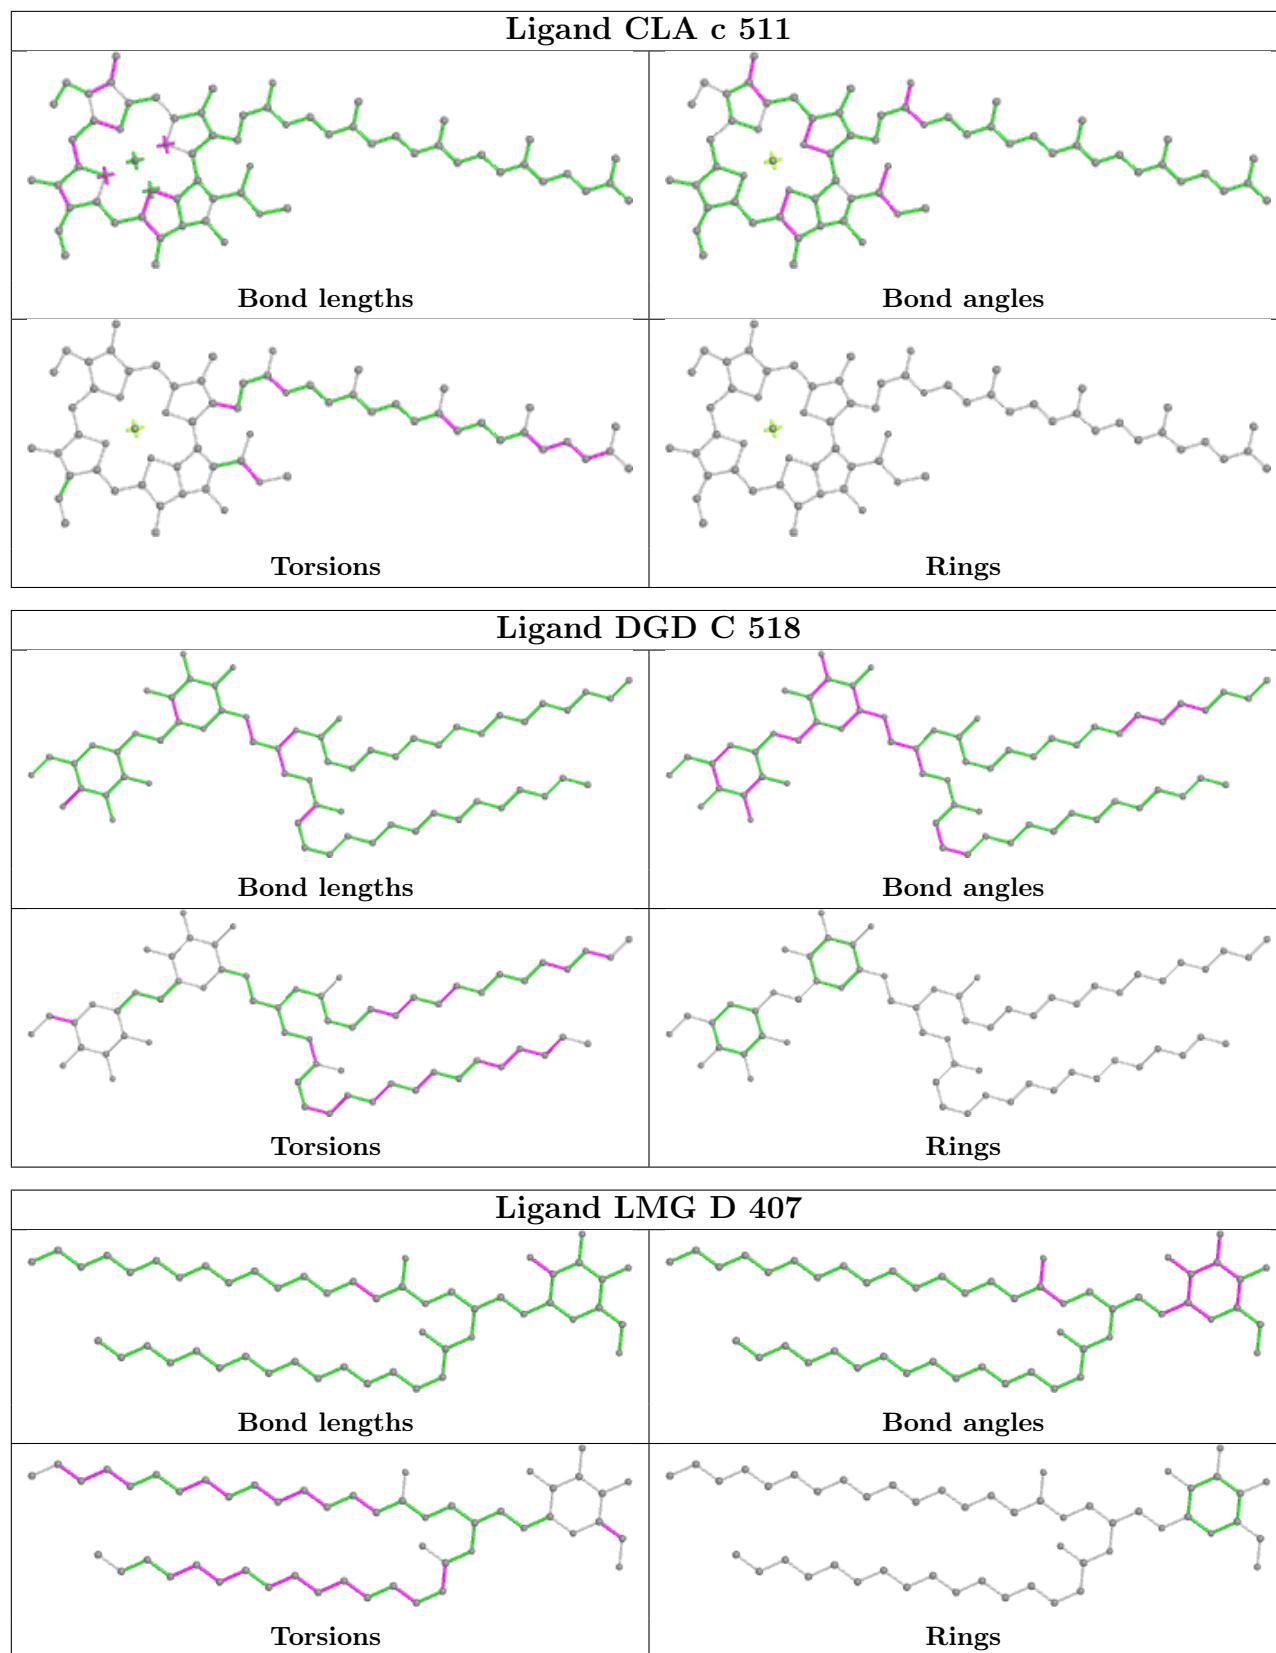 Ligand CLA c 511
Bond lengths
Bond angles
Torsions
Rings
Ligand DGD C 518
Bond lengths
Bond angles
Torsions
Rings
Ligand LMG D 407
Bond lengths
Bond angles
Torsions
Rings